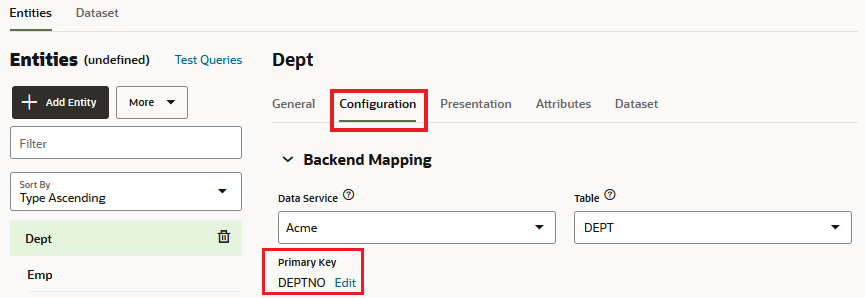 Entities Dataset
Entities (undefined) Test Queries
Add Entity More
Filter
Sort By
Type Ascending
Dept
Emp
Dept
General Configuration Presentation Attributes Dataset
Backend Mapping
Data Service ? Table ?
Acme DEPT
Primary Key
DEPTNO Edit